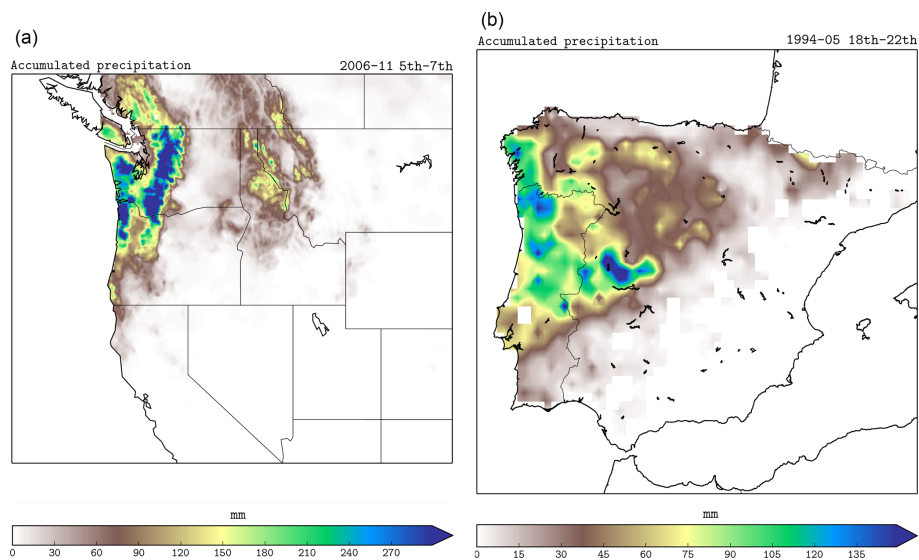 (a)
Accumulated precipitation 2006-11 5th-7th
mm
0 30 60 90 120 150 180 210 240 270
(b)
Accumulated precipitation 1994-05 18th-22th
mm
0 15 30 45 60 75 90 105 120 135